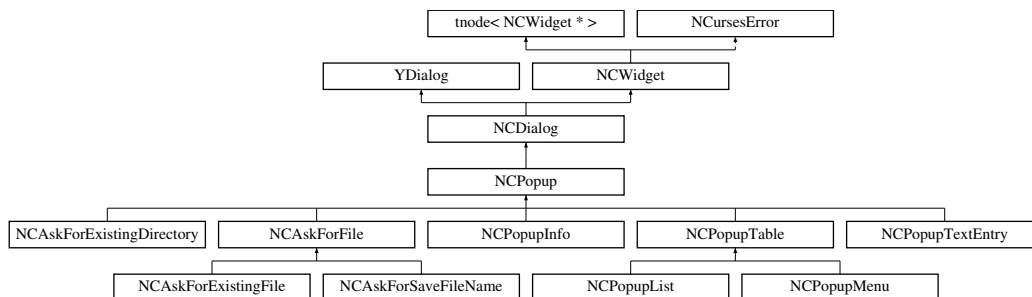 tnode< NCWidget * >
NCursesError
YDialog
NCWidget
NCDialog
NCPopup
NCAskForExistingDirectory
NCAskForFile
NCPopupInfo
NCPopupTable
NCPopupTextEntry
NCAskForExistingFile
NCAskForSaveFileName
NCPopupList
NCPopupMenu